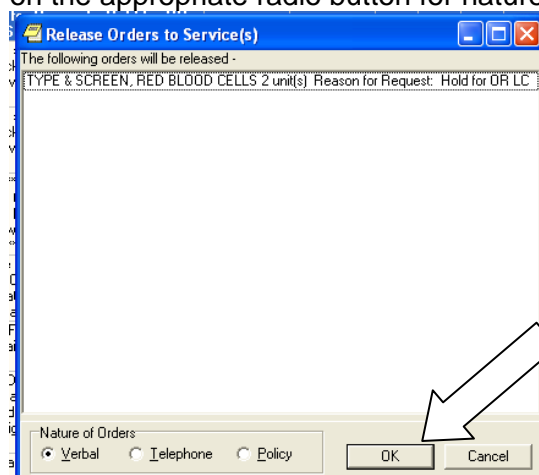 on the appropriate radio button for nature
Release Orders to Service(s)
The following orders will be released -
TYPE & SCREEN, RED BLOOD CELLS 2 unit(s) Reason for Request: Hold for OR LC
Nature of Orders
Verbal Telephone Policy OK Cancel